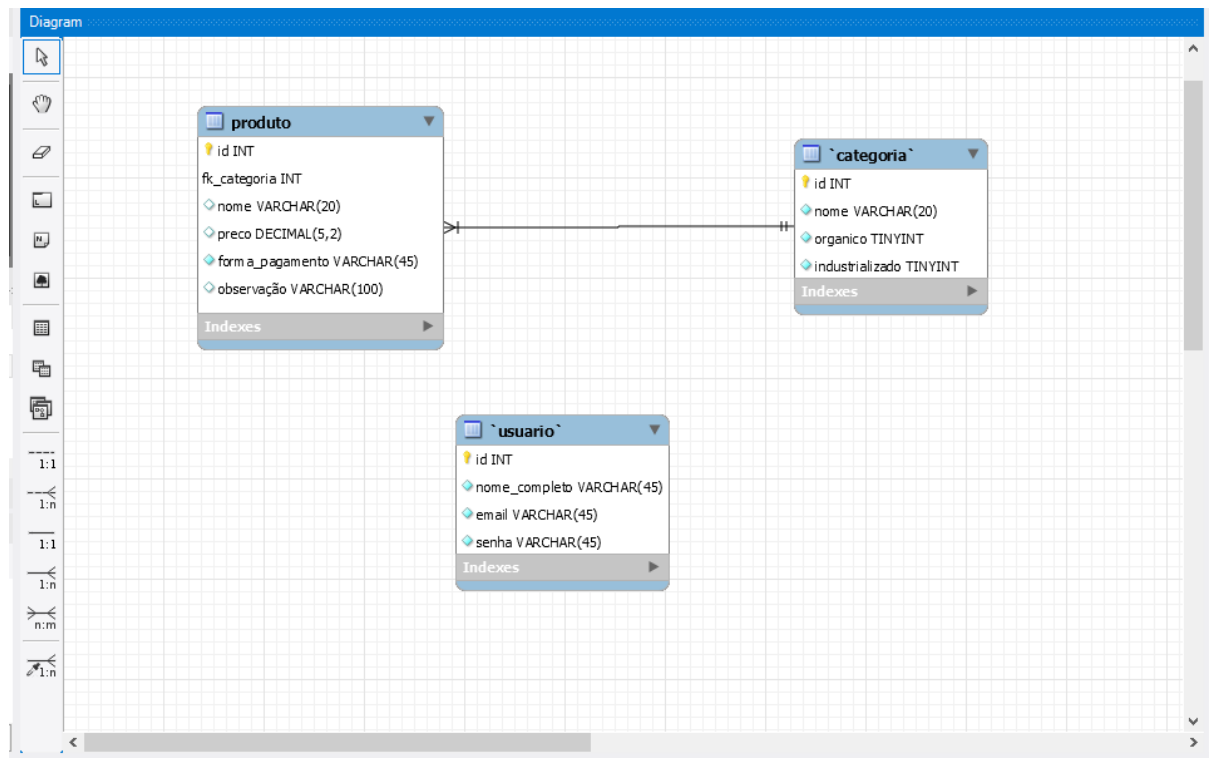 Diagram
produto
id INT
fk_categoria INT
nome VARCHAR(20)
preco DECIMAL(5,2)
forma_pagamento VARCHAR(45)
observação VARCHAR(100)
Indexes
`categoria`
id INT
nome VARCHAR(20)
organico TINYINT
industrializado TINYINT
Indexes
`usuario`
id INT
nome_completo VARCHAR(45)
email VARCHAR(45)
senha VARCHAR(45)
Indexes
1:1
1:n
1:1
1:n
n:m
1:n